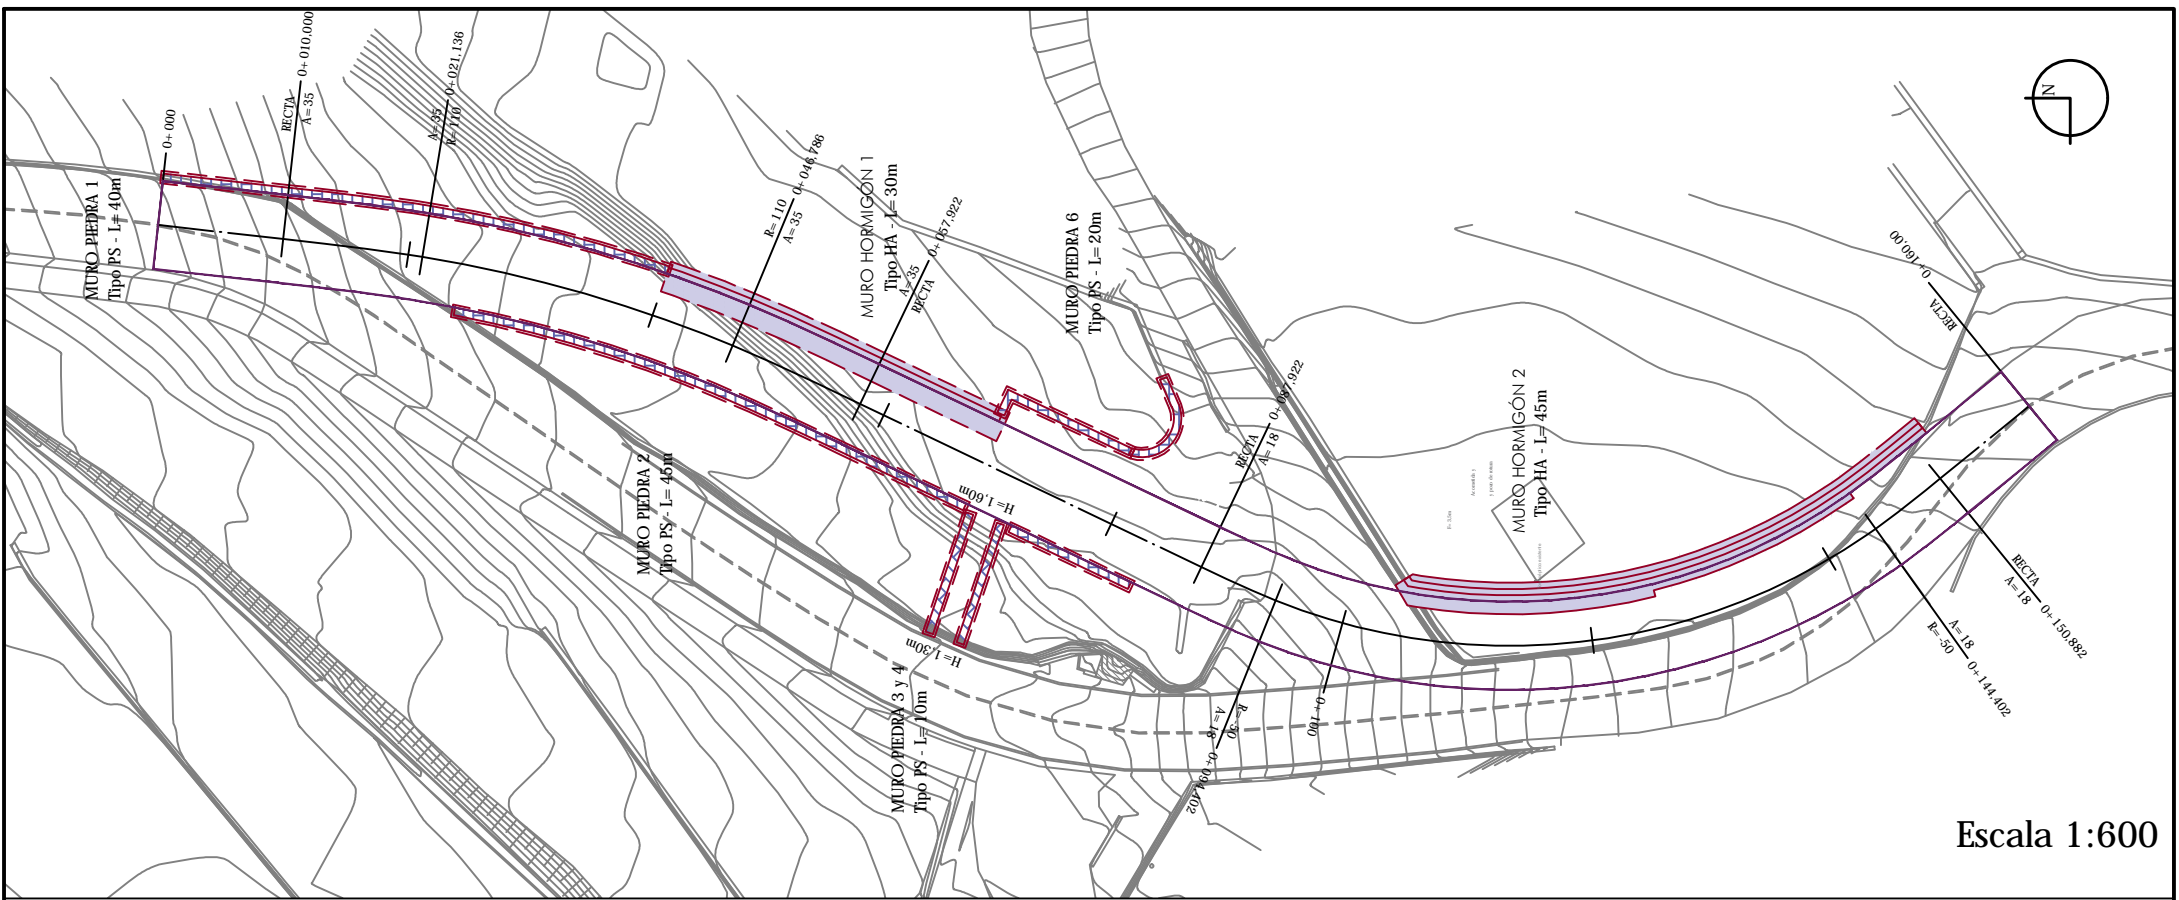 0+000
RECTA
A=35
0+010,000
A=35
R=110
0+021,136
MURO PIEDRA 1
Tipo PS - L= 40m
R=110
A=35
0+046,786
MURO HORMIGÓN 1
Tipo HA - L= 30m
A=35
RECTA
0+057,922
MURO PIEDRA 6
Tipo PS - L= 20m
RECTA
A=18
0+087,922
MURO PIEDRA 2
Tipo PS - L= 45m
H=1,60m
H=1,30m
MURO PIEDRA 3 y 4
Tipo PS - L= 10m
A=18
R=-50
0+094,402
0+100
MURO HORMIGÓN 2
Tipo HA - L= 45m
N
0+160,00
RECTA
RECTA
A=18
0+150,882
A=18
R=-50
0+144,402
Escala 1:600